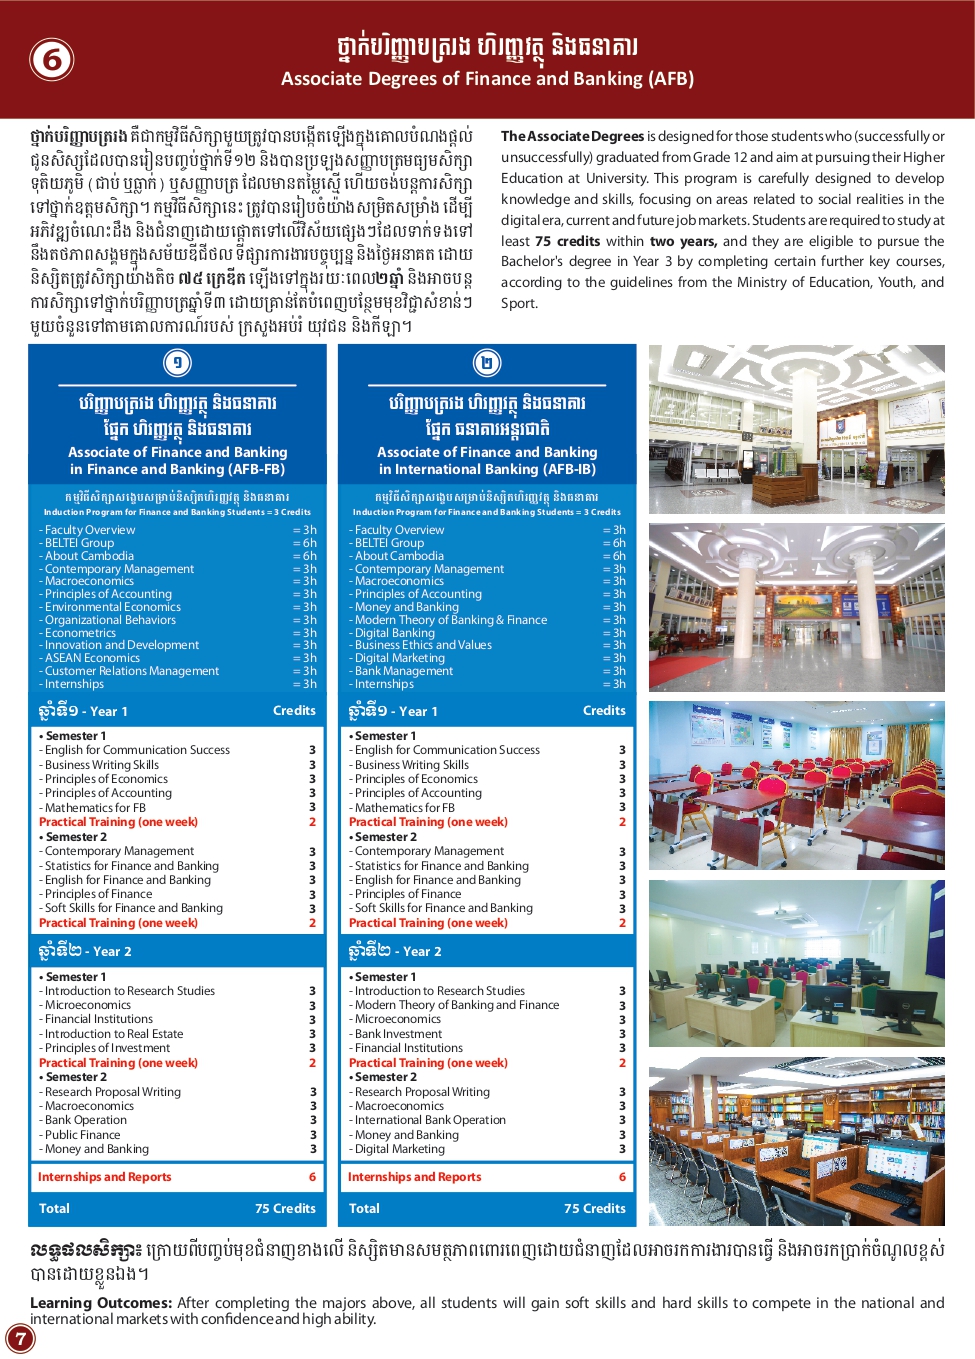 6
ថ្នាក់បរិញ្ញាបត្ររង ហិរញ្ញវត្ថុ និងធនាគារ
Associate Degrees of Finance and Banking (AFB)
ថ្នាក់បរិញ្ញាបត្ររង គឺជាកម្មវិធីសិក្សាមួយត្រូវបានបង្កើតឡើងក្នុងគោលបំណងផ្តល់
ជូនសិស្សដែលបានរៀនបញ្ចប់ថ្នាក់ទី១២ និងបានប្រឡងសញ្ញាបត្រមធ្យមសិក្សា
ទុតិយភូមិ (ជាប់ ឬធ្លាក់) ឬសញ្ញាបត្រ ដែលមានតម្លៃស្មើ ហើយចង់បន្តការសិក្សា
ទៅថ្នាក់ឧត្តមសិក្សា។ កម្មវិធីសិក្សានេះ ត្រូវបានរៀបចំយ៉ាងសម្រិតសម្រាំង ដើម្បី
អភិវឌ្ឍចំណេះដឹង និងជំនាញដោយផ្តោតទៅលើវិស័យផ្សេងៗដែលទាក់ទងទៅ
នឹងតថភាពសង្គមក្នុងសម័យឌីជីថល ទីផ្សារការងារបច្ចុប្បន្ន និងថ្ងៃអនាគត ដោយ
និស្សិតត្រូវសិក្សាយ៉ាងតិច ៧៥ ក្រេឌីត ឡើងទៅក្នុងរយៈពេល២ឆ្នាំ និងអាចបន្ត
ការសិក្សាទៅថ្នាក់បរិញ្ញាបត្រឆ្នាំទី៣ ដោយគ្រាន់តែបំពេញបន្ថែមមុខវិជ្ជាសំខាន់ៗ
មួយចំនួនទៅតាមគោលការណ៍របស់ ក្រសួងអប់រំ យុវជន និងកីឡា។
The Associate Degrees is designed for those students who (successfully or
unsuccessfully) graduated from Grade 12 and aim at pursuing their Higher
Education at University. This program is carefully designed to develop
knowledge and skills, focusing on areas related to social realities in the
digital era, current and future job markets. Students are required to study at
least 75 credits within two years, and they are eligible to pursue the
Bachelor's degree in Year 3 by completing certain further key courses,
according to the guidelines from the Ministry of Education, Youth, and
Sport.
១
បរិញ្ញាបត្ររង ហិរញ្ញវត្ថុ និងធនាគារ
ផ្នែក ហិរញ្ញវត្ថុ និងធនាគារ
Associate of Finance and Banking
in Finance and Banking (AFB-FB)
កម្មវិធីសិក្សាសង្ខេបសម្រាប់និស្សិតហិរញ្ញវត្ថុ និងធនាគារ
Induction Program for Finance and Banking Students = 3 Credits
- Faculty Overview = 3h
- BELTEI Group = 6h
- About Cambodia = 6h
- Contemporary Management = 3h
- Macroeconomics = 3h
- Principles of Accounting = 3h
- Environmental Economics = 3h
- Organizational Behaviors = 3h
- Econometrics = 3h
- Innovation and Development = 3h
- ASEAN Economics = 3h
- Customer Relations Management = 3h
- Internships = 3h
ឆ្នាំទី១ - Year 1 Credits
• Semester 1
- English for Communication Success 3
- Business Writing Skills 3
- Principles of Economics 3
- Principles of Accounting 3
- Mathematics for FB 3
Practical Training (one week) 2
• Semester 2
- Contemporary Management 3
- Statistics for Finance and Banking 3
- English for Finance and Banking 3
- Principles of Finance 3
- Soft Skills for Finance and Banking 3
Practical Training (one week) 2
ឆ្នាំទី២ - Year 2
• Semester 1
- Introduction to Research Studies 3
- Microeconomics 3
- Financial Institutions 3
- Introduction to Real Estate 3
- Principles of Investment 3
Practical Training (one week) 2
• Semester 2
- Research Proposal Writing 3
- Macroeconomics 3
- Bank Operation 3
- Public Finance 3
- Money and Banking 3
Internships and Reports 6
Total 75 Credits
២
បរិញ្ញាបត្ររង ហិរញ្ញវត្ថុ និងធនាគារ
ផ្នែក ធនាគារអន្តរជាតិ
Associate of Finance and Banking
in International Banking (AFB-IB)
កម្មវិធីសិក្សាសង្ខេបសម្រាប់និស្សិតហិរញ្ញវត្ថុ និងធនាគារ
Induction Program for Finance and Banking Students = 3 Credits
- Faculty Overview = 3h
- BELTEI Group = 6h
- About Cambodia = 6h
- Contemporary Management = 3h
- Macroeconomics = 3h
- Principles of Accounting = 3h
- Money and Banking = 3h
- Modern Theory of Banking & Finance = 3h
- Digital Banking = 3h
- Business Ethics and Values = 3h
- Digital Marketing = 3h
- Bank Management = 3h
- Internships = 3h
ឆ្នាំទី១ - Year 1 Credits
• Semester 1
- English for Communication Success 3
- Business Writing Skills 3
- Principles of Economics 3
- Principles of Accounting 3
- Mathematics for FB 3
Practical Training (one week) 2
• Semester 2
- Contemporary Management 3
- Statistics for Finance and Banking 3
- English for Finance and Banking 3
- Principles of Finance 3
- Soft Skills for Finance and Banking 3
Practical Training (one week) 2
ឆ្នាំទី២ - Year 2
• Semester 1
- Introduction to Research Studies 3
- Modern Theory of Banking and Finance 3
- Microeconomics 3
- Bank Investment 3
- Financial Institutions 3
Practical Training (one week) 2
• Semester 2
- Research Proposal Writing 3
- Macroeconomics 3
- International Bank Operation 3
- Money and Banking 3
- Digital Marketing 3
Internships and Reports 6
Total 75 Credits
លទ្ធផលសិក្សា៖ ក្រោយពីបញ្ចប់មុខជំនាញខាងលើ និស្សិតមានសមត្ថភាពពោរពេញដោយជំនាញដែលអាចរកការងារបានធ្វើ និងអាចរកប្រាក់ចំណូលខ្ពស់
បានដោយខ្លួនឯង។
Learning Outcomes: After completing the majors above, all students will gain soft skills and hard skills to compete in the national and
international markets with confidence and high ability.
7